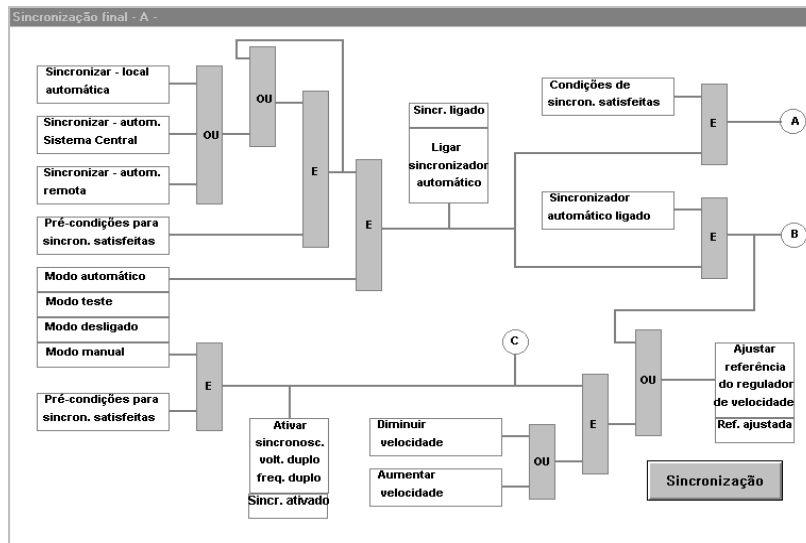 Sincronização final - A -
Sincronizar - local
automática
Sincronizar - autom.
Sistema Central
Sincronizar - autom.
remota
Pré-condições para
sincron. satisfeitas
OU
OU
E
E
Sincr. ligado
Ligar
sincronizador
automático
Condições de
sincron. satisfeitas
E
A
Sincronizador
automático ligado
E
B
Modo automático
Modo teste
Modo desligado
Modo manual
Pré-condições para
sincron. satisfeitas
E
C
Ativar
sincronosc.
volt. duplo
freq. duplo
Sincr. ativado
Diminuir
velocidade
Aumentar
velocidade
OU
E
OU
Ajustar
referência
do regulador
de velocidade
Ref. ajustada
Sincronização